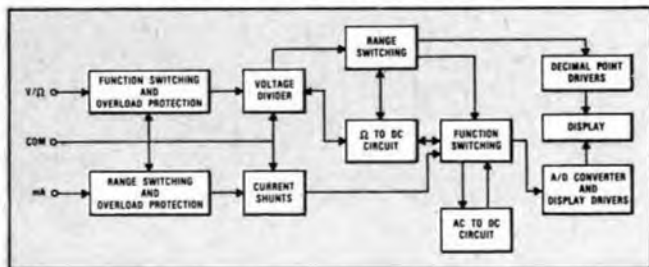 RANGE
SWITCHING
FUNCTION SWITCHING
AND
OVERLOAD PROTECTION
VOLTAGE
DIVIDER
DECIMAL POINT
DRIVERS
V/Ω
COM
Ω TO DC
CIRCUIT
FUNCTION
SWITCHING
DISPLAY
mA
RANGE SWITCHING
AND
OVERLOAD PROTECTION
CURRENT
SHUNTS
A/D CONVERTER
AND
DISPLAY DRIVERS
AC TO DC
CIRCUIT